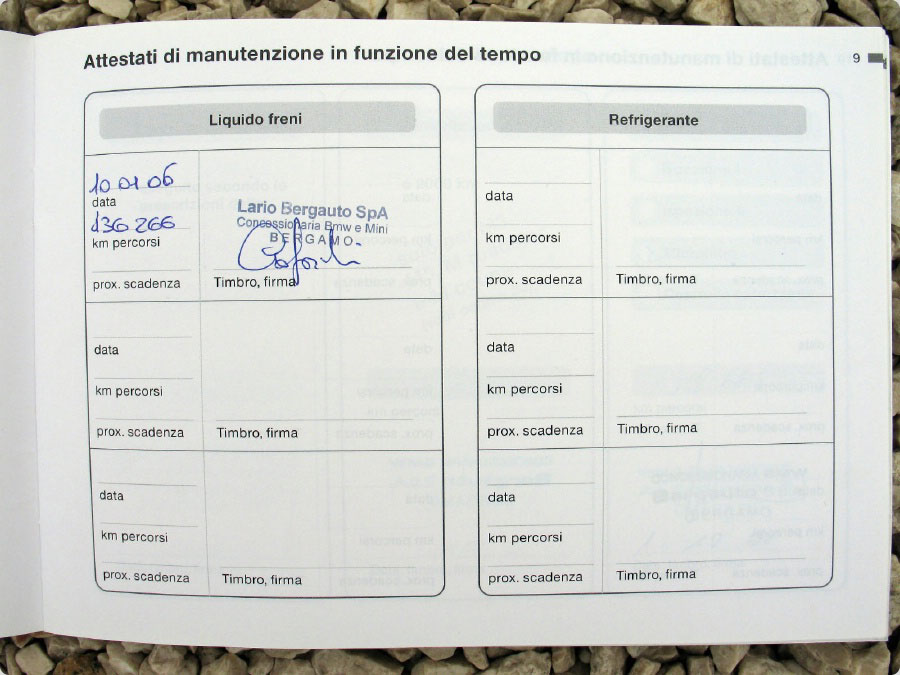 Attestati di manutenzione in funzione del tempo
9
Liquido freni
10 01 06
data
136 266
km percorsi
prox. scadenza
Lario Bergauto SpA
Concessionaria Bmw e Mini
BERGAMO
Timbro, firma
data
km percorsi
prox. scadenza
Timbro, firma
data
km percorsi
prox. scadenza
Timbro, firma
Refrigerante
data
km percorsi
prox. scadenza
Timbro, firma
data
km percorsi
prox. scadenza
Timbro, firma
data
km percorsi
prox. scadenza
Timbro, firma